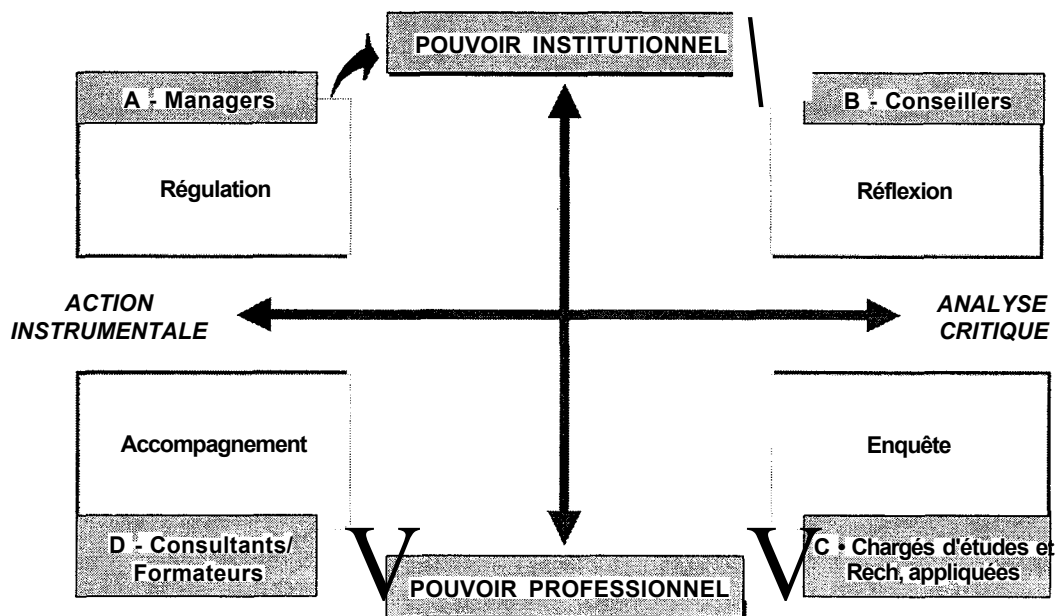 POUVOIR INSTITUTIONNEL
A - Managers
B - Conseillers
Régulation
Réflexion
ACTION
INSTRUMENTALE
ANALYSE
CRITIQUE
Accompagnement
Enquête
D - Consultants/
Formateurs
V
V
C • Chargés d'études et
Rech, appliquées
POUVOIR PROFESSIONNEL